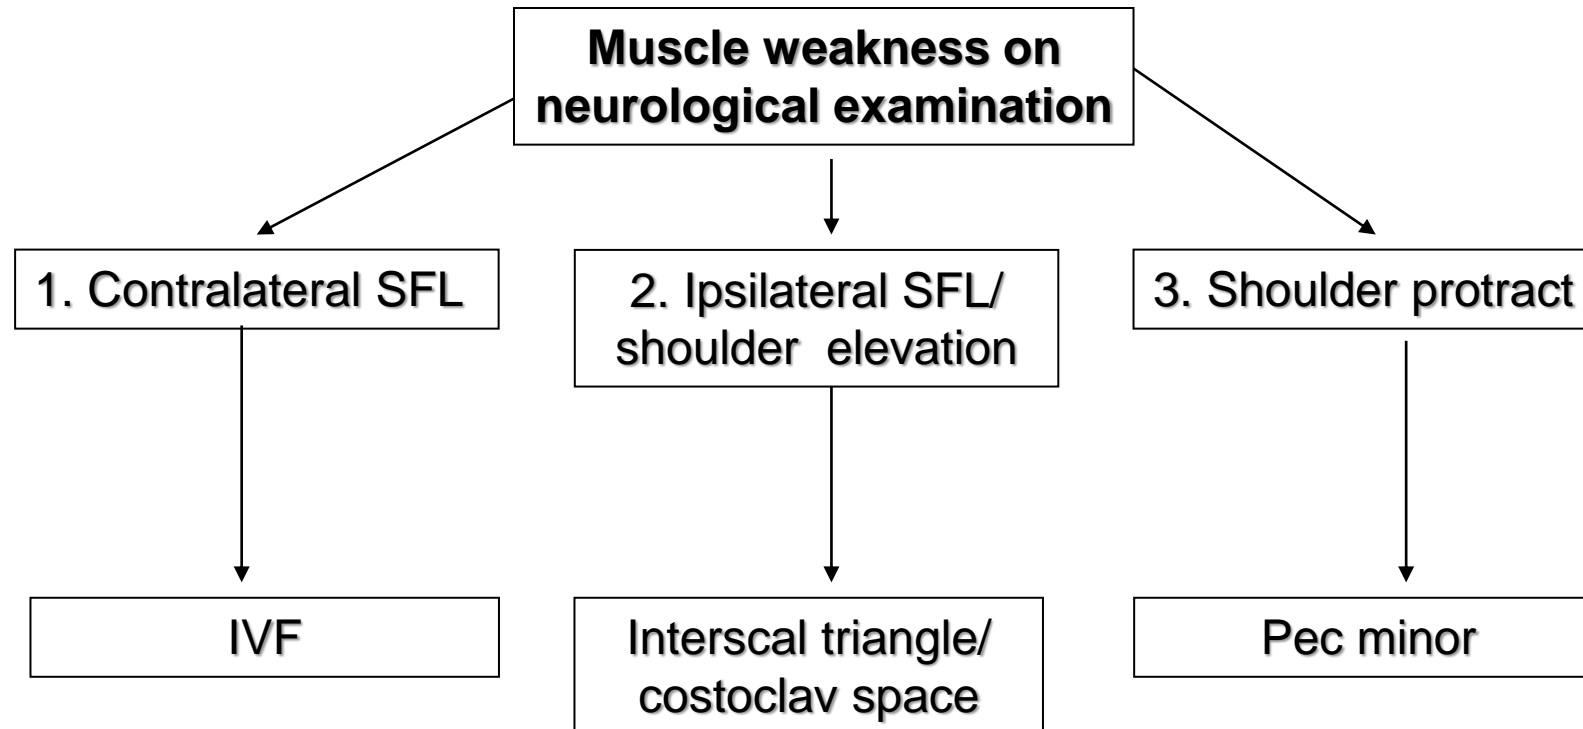 Muscle weakness on
neurological examination
1. Contralateral SFL
2. Ipsilateral SFL/
shoulder elevation
3. Shoulder protract
IVF
Interscal triangle/
costoclav space
Pec minor